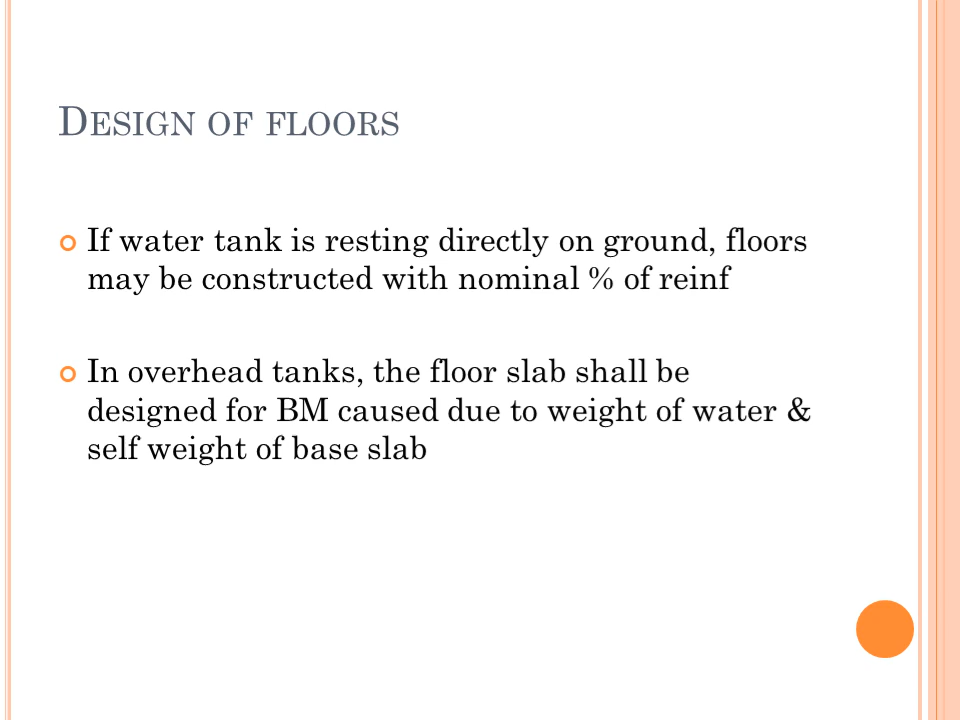 DESIGN OF FLOORS
If water tank is resting directly on ground, floors
may be constructed with nominal % of reinf
In overhead tanks, the floor slab shall be
designed for BM caused due to weight of water &
self weight of base slab